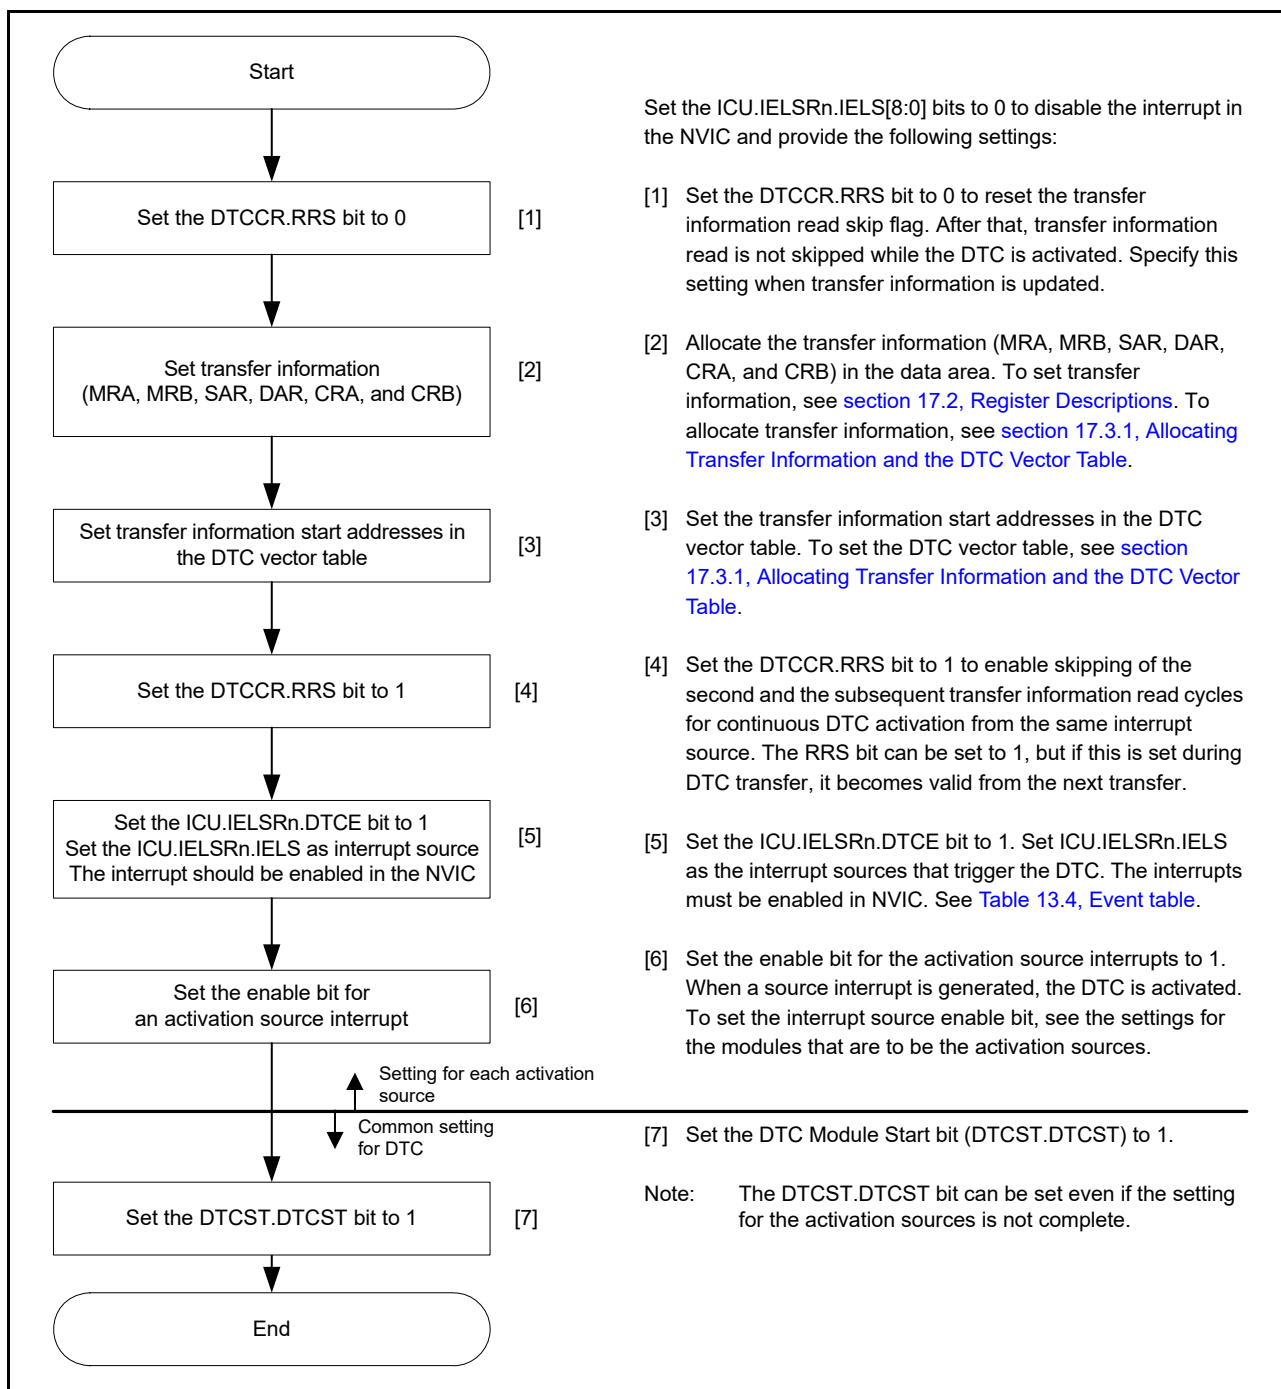 Start
Set the DTCCR.RRS bit to 0
[1]
Set transfer information
(MRA, MRB, SAR, DAR, CRA, and CRB)
[2]
Set transfer information start addresses in
the DTC vector table
[3]
Set the DTCCR.RRS bit to 1
[4]
Set the ICU.IELSRn.DTCE bit to 1
Set the ICU.IELSRn.IELS as interrupt source
The interrupt should be enabled in the NVIC
[5]
Set the enable bit for
an activation source interrupt
[6]
Setting for each activation
source
Common setting
for DTC
Set the DTCST.DTCST bit to 1
[7]
End
Set the ICU.IELSRn.IELS[8:0] bits to 0 to disable the interrupt in
the NVIC and provide the following settings:
[1] Set the DTCCR.RRS bit to 0 to reset the transfer
information read skip flag. After that, transfer information
read is not skipped while the DTC is activated. Specify this
setting when transfer information is updated.
[2] Allocate the transfer information (MRA, MRB, SAR, DAR,
CRA, and CRB) in the data area. To set transfer
information, see section 17.2, Register Descriptions. To
allocate transfer information, see section 17.3.1, Allocating
Transfer Information and the DTC Vector Table.
[3] Set the transfer information start addresses in the DTC
vector table. To set the DTC vector table, see section
17.3.1, Allocating Transfer Information and the DTC Vector
Table.
[4] Set the DTCCR.RRS bit to 1 to enable skipping of the
second and the subsequent transfer information read cycles
for continuous DTC activation from the same interrupt
source. The RRS bit can be set to 1, but if this is set during
DTC transfer, it becomes valid from the next transfer.
[5] Set the ICU.IELSRn.DTCE bit to 1. Set ICU.IELSRn.IELS
as the interrupt sources that trigger the DTC. The interrupts
must be enabled in NVIC. See Table 13.4, Event table.
[6] Set the enable bit for the activation source interrupts to 1.
When a source interrupt is generated, the DTC is activated.
To set the interrupt source enable bit, see the settings for
the modules that are to be the activation sources.
[7] Set the DTC Module Start bit (DTCST.DTCST) to 1.
Note: The DTCST.DTCST bit can be set even if the setting
for the activation sources is not complete.